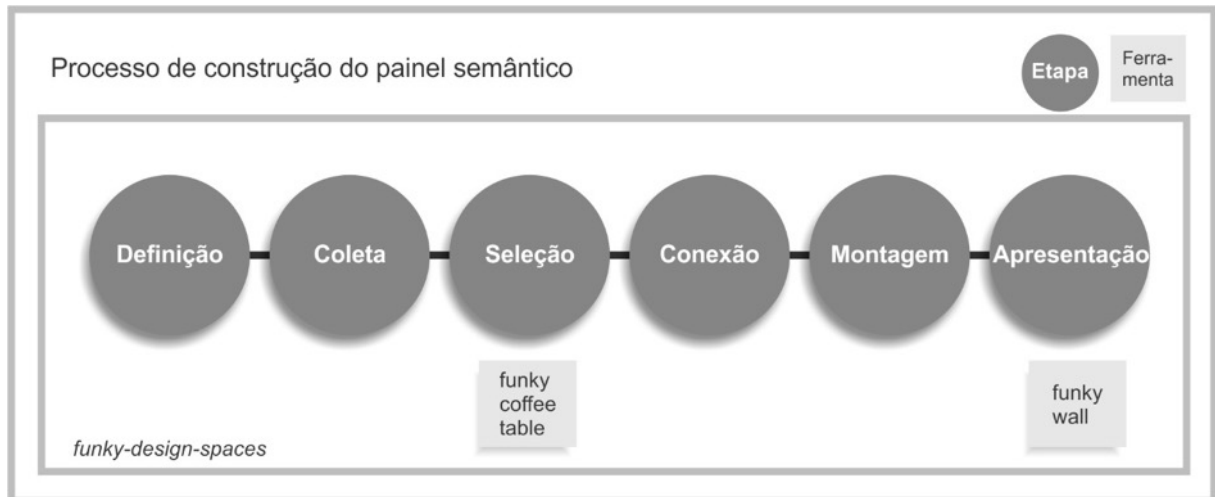 Processo de construção do painel semântico
Etapa
Ferra-
menta
Definição
Coleta
Seleção
Conexão
Montagem
Apresentação
funky
coffee
table
funky
wall
funky-design-spaces